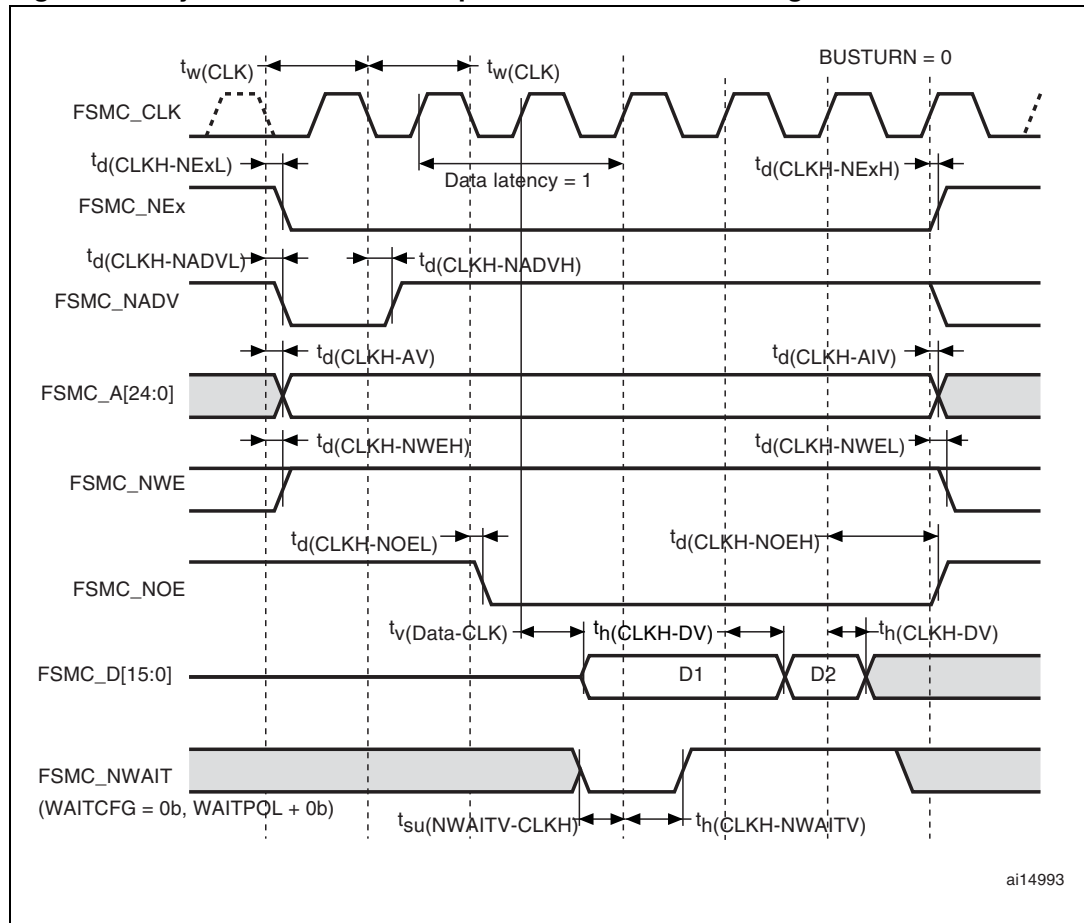 BUSTURN = 0
tw(CLK)
tw(CLK)
FSMC_CLK
td(CLKH-NExL)
Data latency = 1
td(CLKH-NExH)
FSMC_NEx
td(CLKH-NADVL)
td(CLKH-NADVH)
FSMC_NADV
td(CLKH-AV)
td(CLKH-AIV)
FSMC_A[24:0]
td(CLKH-NWEH)
td(CLKH-NWEL)
FSMC_NWE
td(CLKH-NOEL)
td(CLKH-NOEH)
FSMC_NOE
tv(Data-CLK)
th(CLKH-DV)
th(CLKH-DV)
FSMC_D[15:0]
D1
D2
FSMC_NWAIT
(WAITCFG = 0b, WAITPOL + 0b)
tsu(NWAITV-CLKH)
th(CLKH-NWAITV)
ai14993